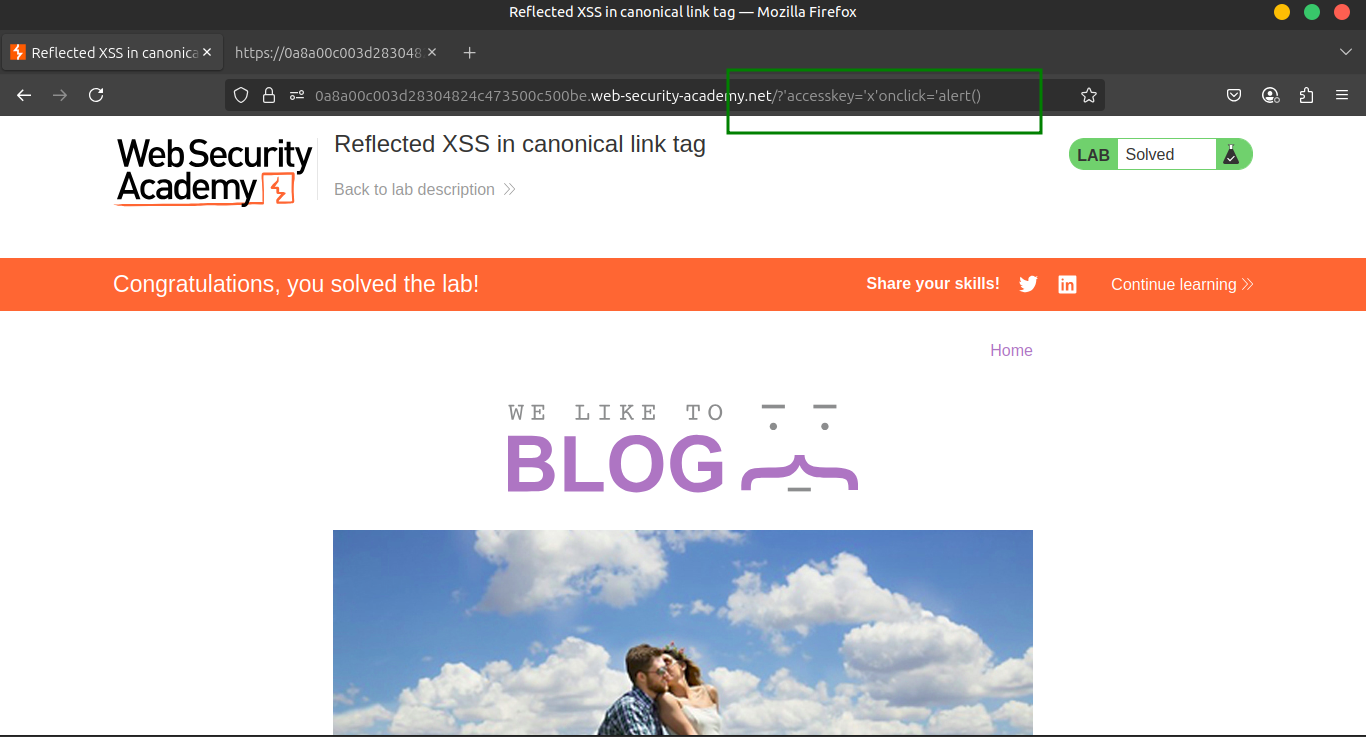 Reflected XSS in canonical link tag — Mozilla Firefox
Reflected XSS in canonica
https://0a8a00c003d283048
0a8a00c003d28304824c473500c500be.web-security-academy.net/?'accesskey='x'onclick='alert()
Web Security
Academy
Reflected XSS in canonical link tag
Back to lab description
LAB Solved
Congratulations, you solved the lab!
Share your skills!
Continue learning
Home
WE LIKE TO
BLOG